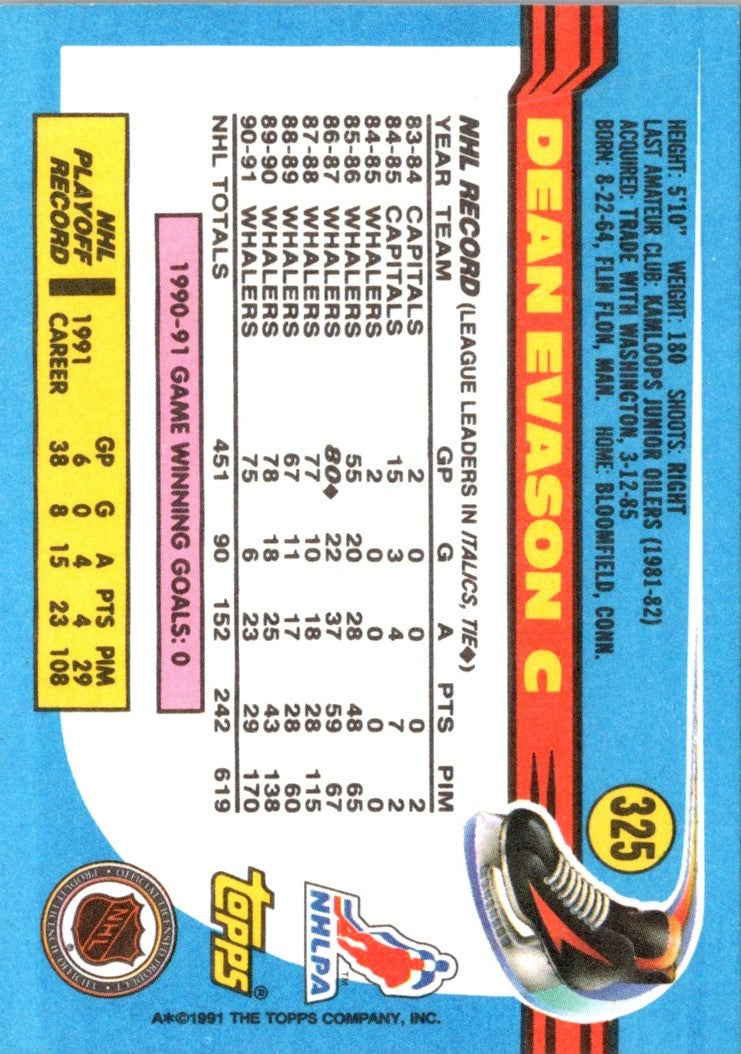 HEIGHT: 5'10" WEIGHT: 180 SHOOTS: RIGHT
LAST AMATEUR CLUB: KAMLOOPS JUNIOR OILERS (1981-82)
ACQUIRED: TRADE WITH WASHINGTON, 3-12-85
BORN: 8-22-64, FLIN FLON, MAN. HOME: BLOOMFIELD, CONN.
325
DEAN EVASON C
NHL RECORD (LEAGUE LEADERS IN ITALICS, TIE◆)
YEAR TEAM GP G A PTS PIM
83-84 CAPITALS 2 0 0 0 2
84-85 CAPITALS 15 3 4 7 2
84-85 WHALERS 2 0 0 0 0
85-86 WHALERS 55 20 28 48 65
86-87 WHALERS 80◆ 22 37 59 67
87-88 WHALERS 77 10 18 28 115
88-89 WHALERS 67 11 17 28 60
89-90 WHALERS 78 18 25 43 138
90-91 WHALERS 75 6 23 29 170
NHL TOTALS 451 90 152 242 619
1990-91 GAME WINNING GOALS: 0
NHL PLAYOFF RECORD
GP G A PTS PIM
1991 6 0 4 4 29
CAREER 38 8 15 23 108
NHLPA™
topps®
NHL ®
OFFICIAL LICENSED PRODUCT
A*©1991 THE TOPPS COMPANY, INC.